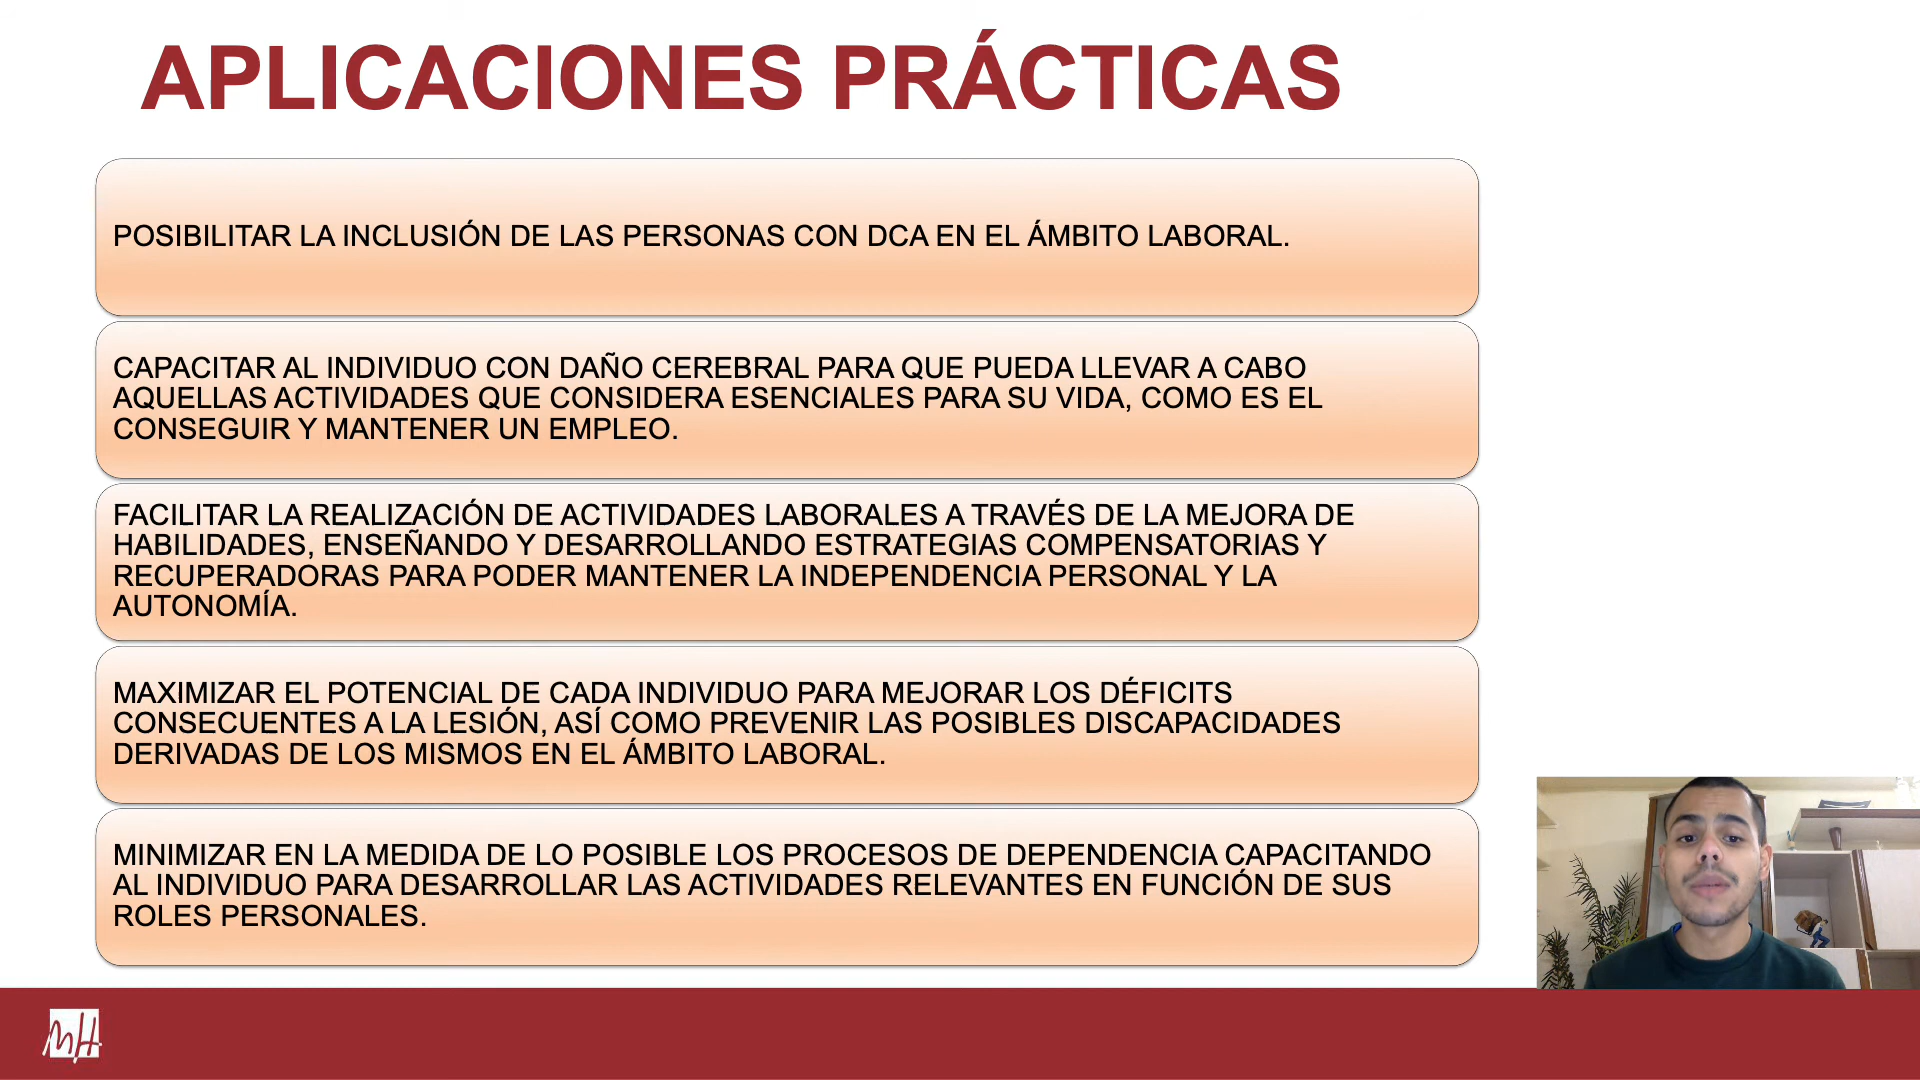 APLICACIONES PRÁCTICAS
POSIBILITAR LA INCLUSIÓN DE LAS PERSONAS CON DCA EN EL ÁMBITO LABORAL.
CAPACITAR AL INDIVIDUO CON DAÑO CEREBRAL PARA QUE PUEDA LLEVAR A CABO
AQUELLAS ACTIVIDADES QUE CONSIDERA ESENCIALES PARA SU VIDA, COMO ES EL
CONSEGUIR Y MANTENER UN EMPLEO.
FACILITAR LA REALIZACIÓN DE ACTIVIDADES LABORALES A TRAVÉS DE LA MEJORA DE
HABILIDADES, ENSEÑANDO Y DESARROLLANDO ESTRATEGIAS COMPENSATORIAS Y
RECUPERADORAS PARA PODER MANTENER LA INDEPENDENCIA PERSONAL Y LA
AUTONOMÍA.
MAXIMIZAR EL POTENCIAL DE CADA INDIVIDUO PARA MEJORAR LOS DÉFICITS
CONSECUENTES A LA LESIÓN, ASÍ COMO PREVENIR LAS POSIBLES DISCAPACIDADES
DERIVADAS DE LOS MISMOS EN EL ÁMBITO LABORAL.
MINIMIZAR EN LA MEDIDA DE LO POSIBLE LOS PROCESOS DE DEPENDENCIA CAPACITANDO
AL INDIVIDUO PARA DESARROLLAR LAS ACTIVIDADES RELEVANTES EN FUNCIÓN DE SUS
ROLES PERSONALES.
mH